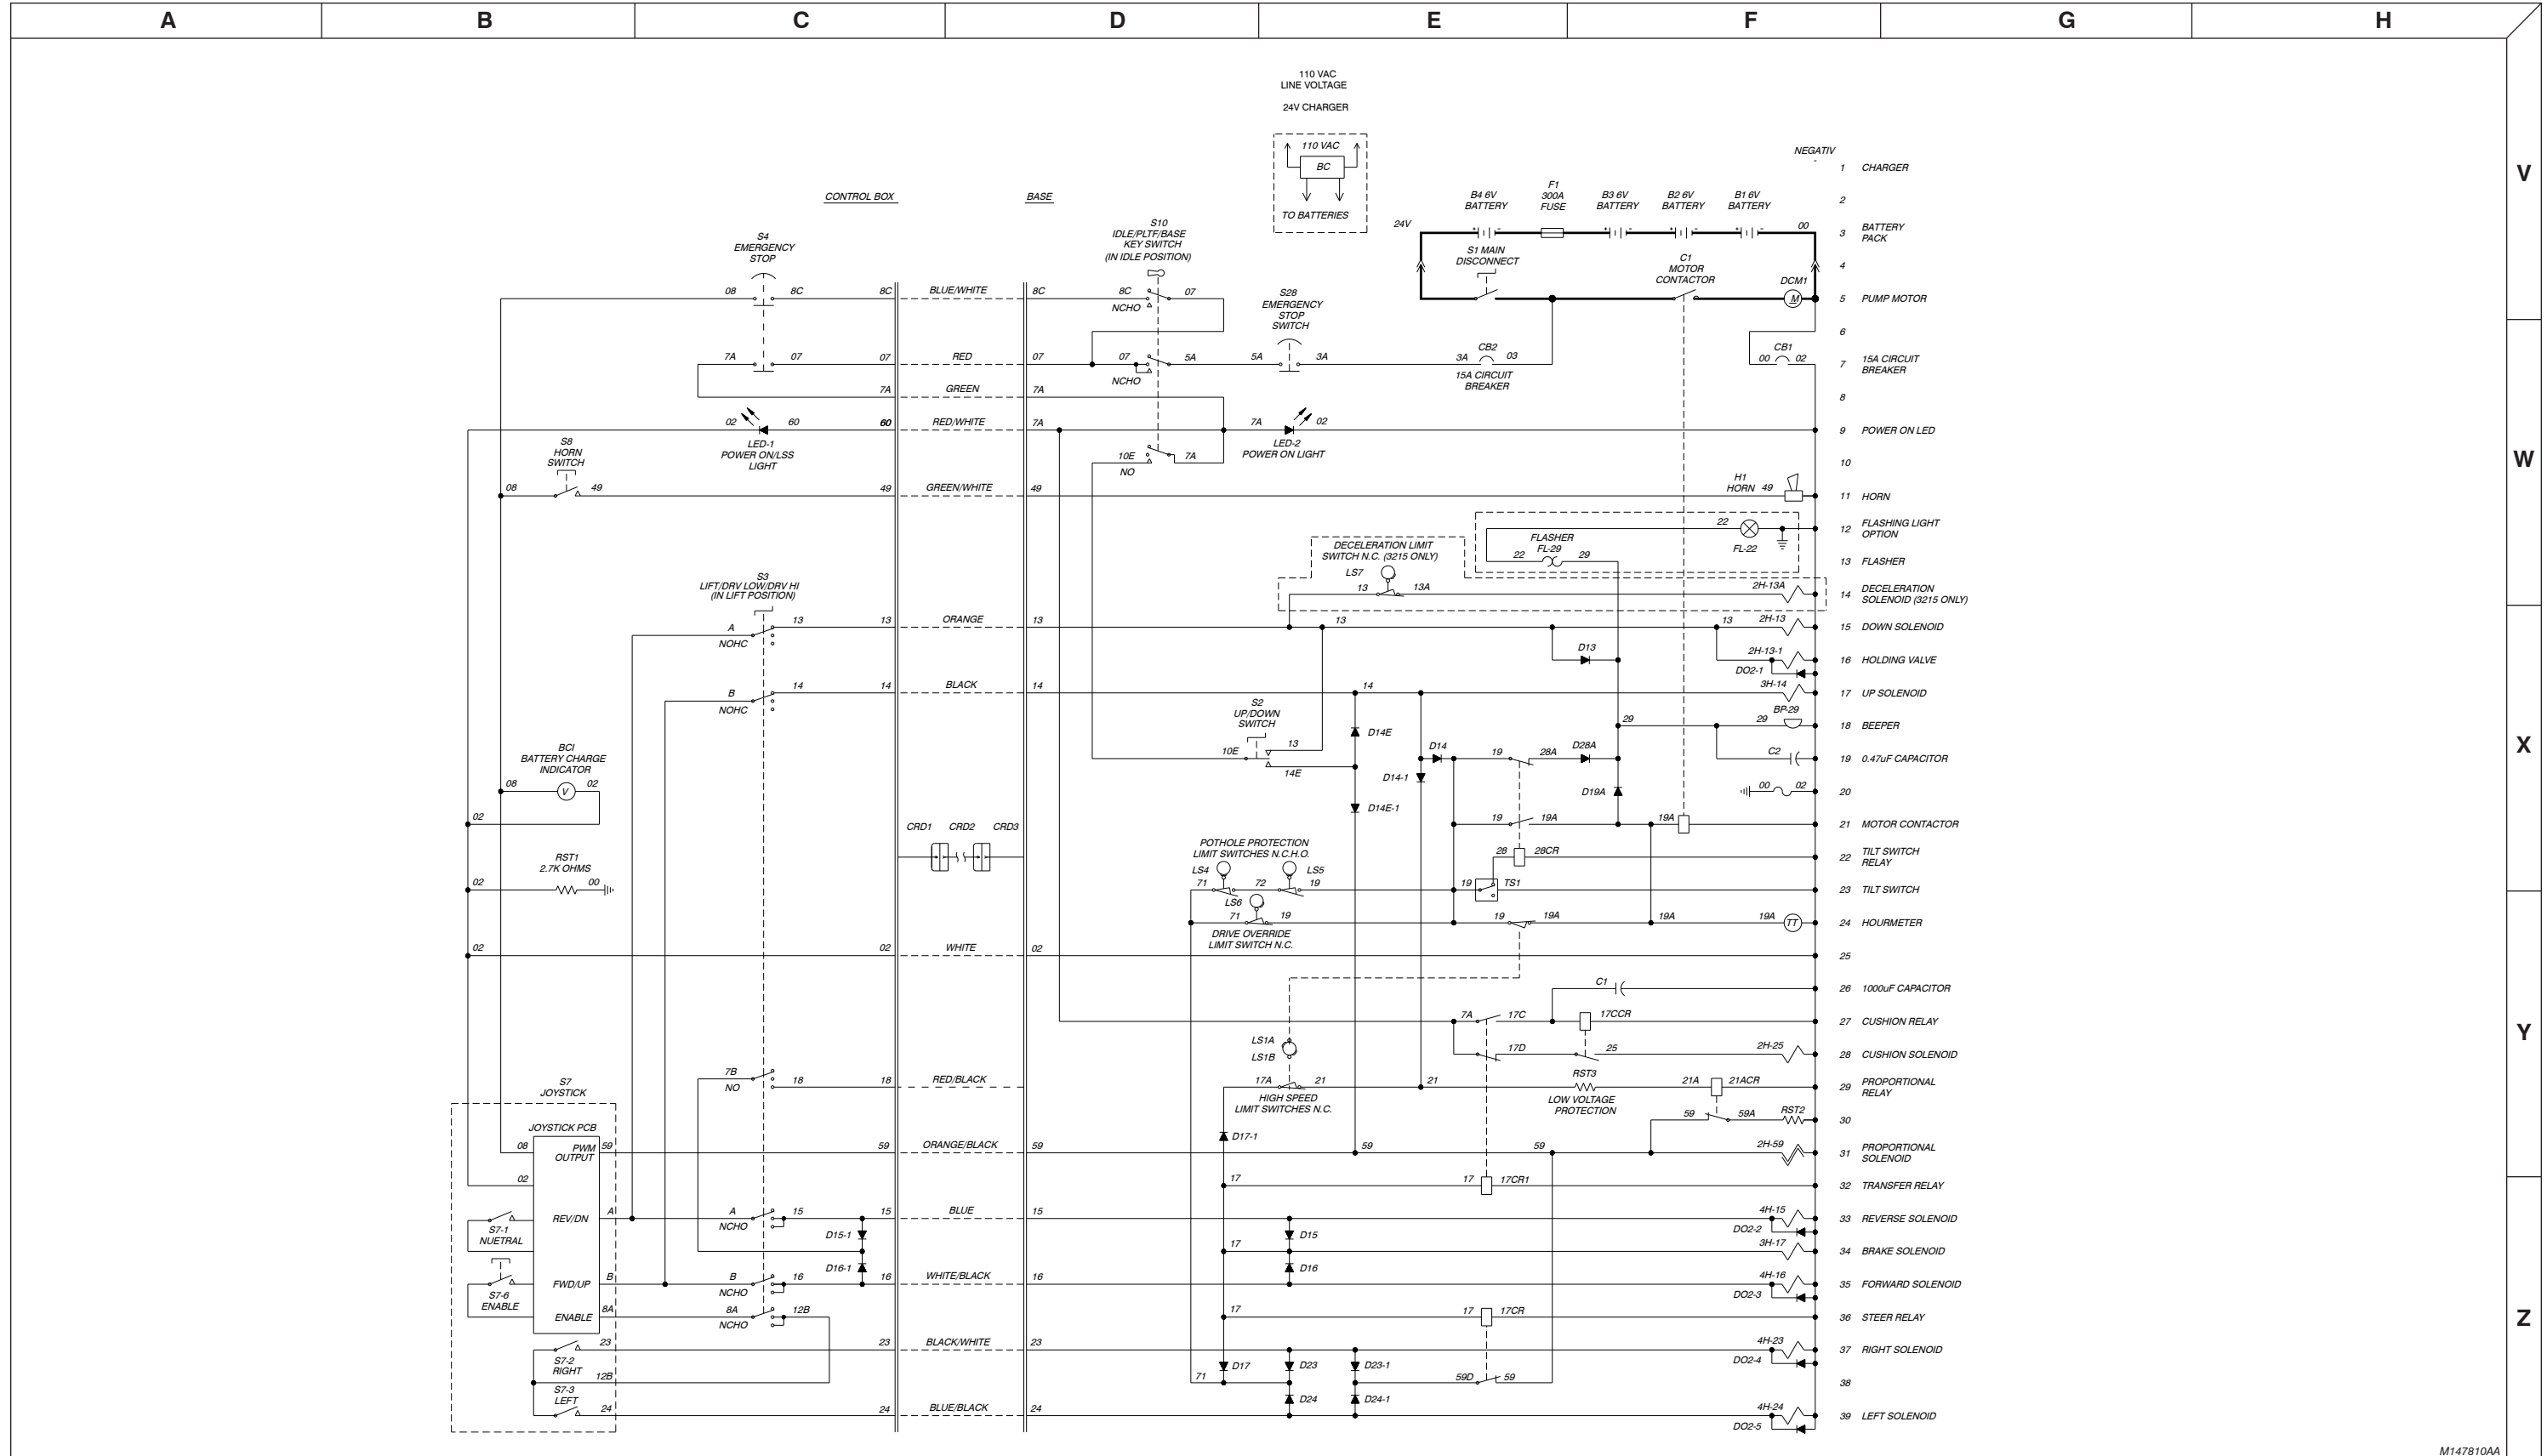 A B C D E F G H
V
W
X
Y
Z
110 VAC
LINE VOLTAGE
24V CHARGER
110 VAC
BC
TO BATTERIES
NEGATIV
-
CONTROL BOX
BASE
24V
B4 6V
BATTERY
F1
300A
FUSE
B3 6V
BATTERY
B2 6V
BATTERY
B1 6V
BATTERY
00
1 CHARGER
2
3 BATTERY
PACK
4
S4
EMERGENCY
STOP
S10
IDLE/PLTF/BASE
KEY SWITCH
(IN IDLE POSITION)
S1 MAIN
DISCONNECT
C1
MOTOR
CONTACTOR
DCM1
M
08 8C 8C BLUE/WHITE 8C 8C 07
NCHO
5 PUMP MOTOR
S28
EMERGENCY
STOP
SWITCH
6
7A 07 07 RED 07 07 5A 5A 3A 3A CB2 03
NCHO
15A CIRCUIT
BREAKER
CB1
00 02
7 15A CIRCUIT
BREAKER
7A GREEN 7A
8
02 60 60 RED/WHITE 7A 7A 02
LED-1
POWER ON/LSS
LIGHT
LED-2
POWER ON LIGHT
9 POWER ON LED
10E 7A
NO
10
S8
HORN
SWITCH
08 49 49 GREEN/WHITE 49
H1
HORN 49
11 HORN
22
FL-22
12 FLASHING LIGHT
OPTION
FLASHER
FL-29
22 29
13 FLASHER
DECELERATION LIMIT
SWITCH N.C. (3215 ONLY)
LS7
13 13A 2H-13A
14 DECELERATION
SOLENOID (3215 ONLY)
S3
LIFT/DRV LOW/DRV HI
(IN LIFT POSITION)
A 13 13 ORANGE 13 13 13 2H-13
NOHC
15 DOWN SOLENOID
D13
2H-13-1
DO2-1
16 HOLDING VALVE
B 14 14 BLACK 14 14 3H-14
NOHC
17 UP SOLENOID
S2
UP/DOWN
SWITCH
D14E
29 29 BP-29
18 BEEPER
10E 13
14E
D14 19 28A D28A
C2
19 0.47uF CAPACITOR
BCI
BATTERY CHARGE
INDICATOR
08 V 02
D14-1
D19A
00 02
20
02
D14E-1
19 19A 19A
21 MOTOR CONTACTOR
CRD1 CRD2 CRD3
28 28CR
22 TILT SWITCH
RELAY
RST1
2.7K OHMS
02 00
POTHOLE PROTECTION
LIMIT SWITCHES N.C.H.O.
LS4 LS5
71 72 19 19 TS1
23 TILT SWITCH
LS6
71 19 19 19A 19A 19A TT
DRIVE OVERRIDE
LIMIT SWITCH N.C.
24 HOURMETER
02 02 WHITE 02
25
C1
26 1000uF CAPACITOR
7A 17C 17CCR
27 CUSHION RELAY
LS1A
LS1B
17D 25 2H-25
28 CUSHION SOLENOID
7B 18 18 RED/BLACK
NO
17A 21 21
HIGH SPEED
LIMIT SWITCHES N.C.
RST3
LOW VOLTAGE
PROTECTION
21A 21ACR
29 PROPORTIONAL
RELAY
59 59A RST2
30
S7
JOYSTICK
JOYSTICK PCB
08 PWM
OUTPUT 59 59 ORANGE/BLACK 59 59 59 2H-59
D17-1
31 PROPORTIONAL
SOLENOID
02
17 17 17CR1
32 TRANSFER RELAY
S7-1
NUETRAL
REV/DN A A 15 15 BLUE 15 4H-15
NCHO
D15-1
D15
DO2-2
33 REVERSE SOLENOID
17 3H-17
34 BRAKE SOLENOID
S7-6
ENABLE
FWD/UP B B 16 16 WHITE/BLACK 16 4H-16
NCHO
D16-1
D16
DO2-3
35 FORWARD SOLENOID
ENABLE 8A 8A 12B
NCHO
17 17 17CR
36 STEER RELAY
23 23 BLACK/WHITE 23 4H-23
S7-2
RIGHT
D17 D23 D23-1
DO2-4
37 RIGHT SOLENOID
12B
71 59D 59
38
S7-3
LEFT
24 24 BLUE/BLACK 24 4H-24
D24 D24-1
DO2-5
39 LEFT SOLENOID
M147810AA